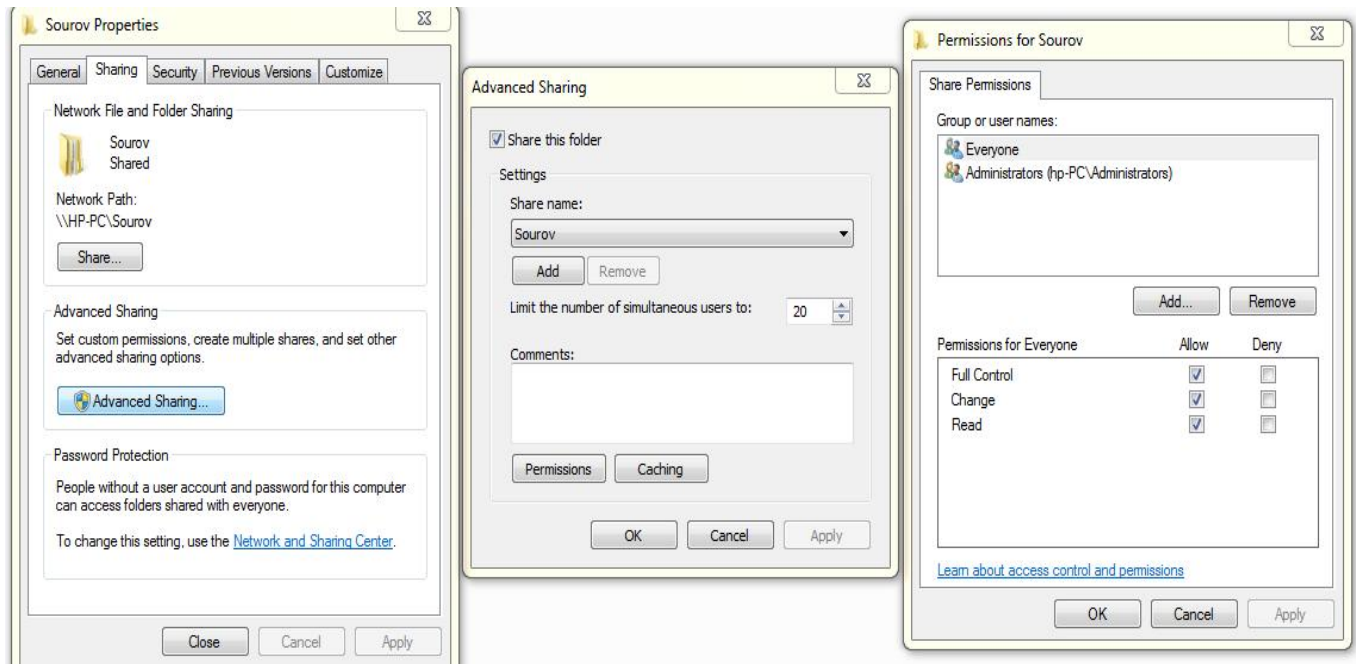 Sourov Properties
General Sharing Security Previous Versions Customize
Network File and Folder Sharing
Sourov
Shared
Network Path:
\\HP-PC\Sourov
Share...
Advanced Sharing
Set custom permissions, create multiple shares, and set other
advanced sharing options.
Advanced Sharing...
Password Protection
People without a user account and password for this computer
can access folders shared with everyone.
To change this setting, use the Network and Sharing Center.
Close Cancel Apply
Advanced Sharing
Share this folder
Settings
Share name:
Sourov
Add Remove
Limit the number of simultaneous users to: 20
Comments:
Permissions Caching
OK Cancel Apply
Permissions for Sourov
Share Permissions
Group or user names:
Everyone
Administrators (hp-PC\Administrators)
Add... Remove
Permissions for Everyone Allow Deny
Full Control
Change
Read
Learn about access control and permissions
OK Cancel Apply